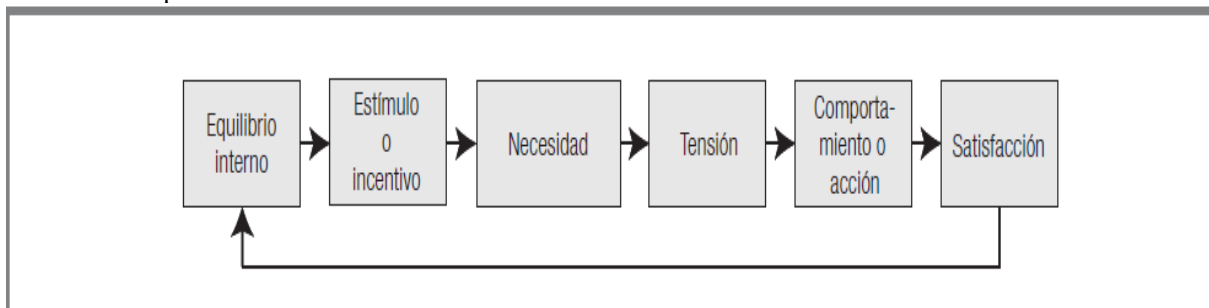 Equilibrio
interno
Estímulo
o
incentivo
Necesidad
Tensión
Comporta-
miento o
acción
Satisfacción